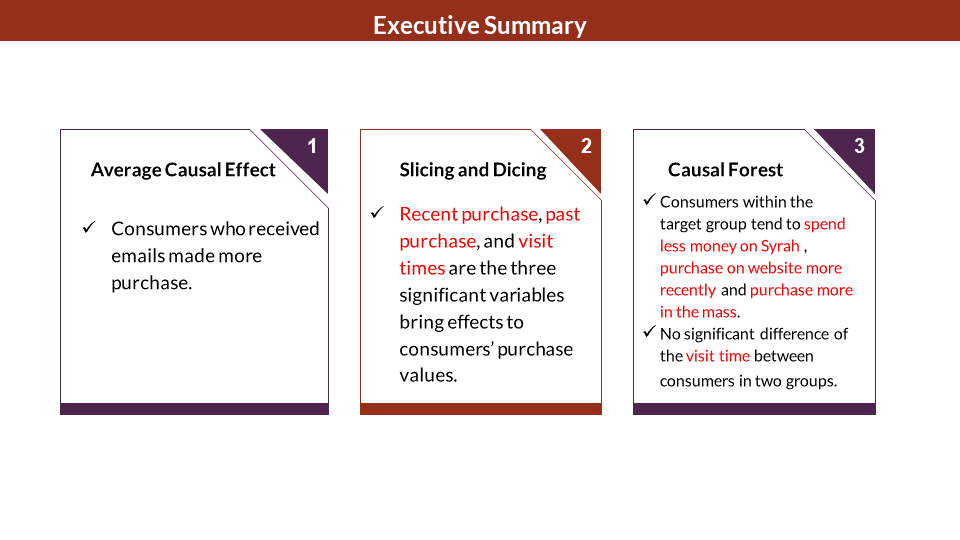 Executive Summary
1
Average Causal Effect
✓ Consumers who received
emails made more
purchase.
2
Slicing and Dicing
✓ Recent purchase, past
purchase, and visit
times are the three
significant variables
bring effects to
consumers’ purchase
values.
3
Causal Forest
✓ Consumers within the
target group tend to spend
less money on Syrah ,
purchase on website more
recently and purchase more
in the mass.
✓ No significant difference of
the visit time between
consumers in two groups.